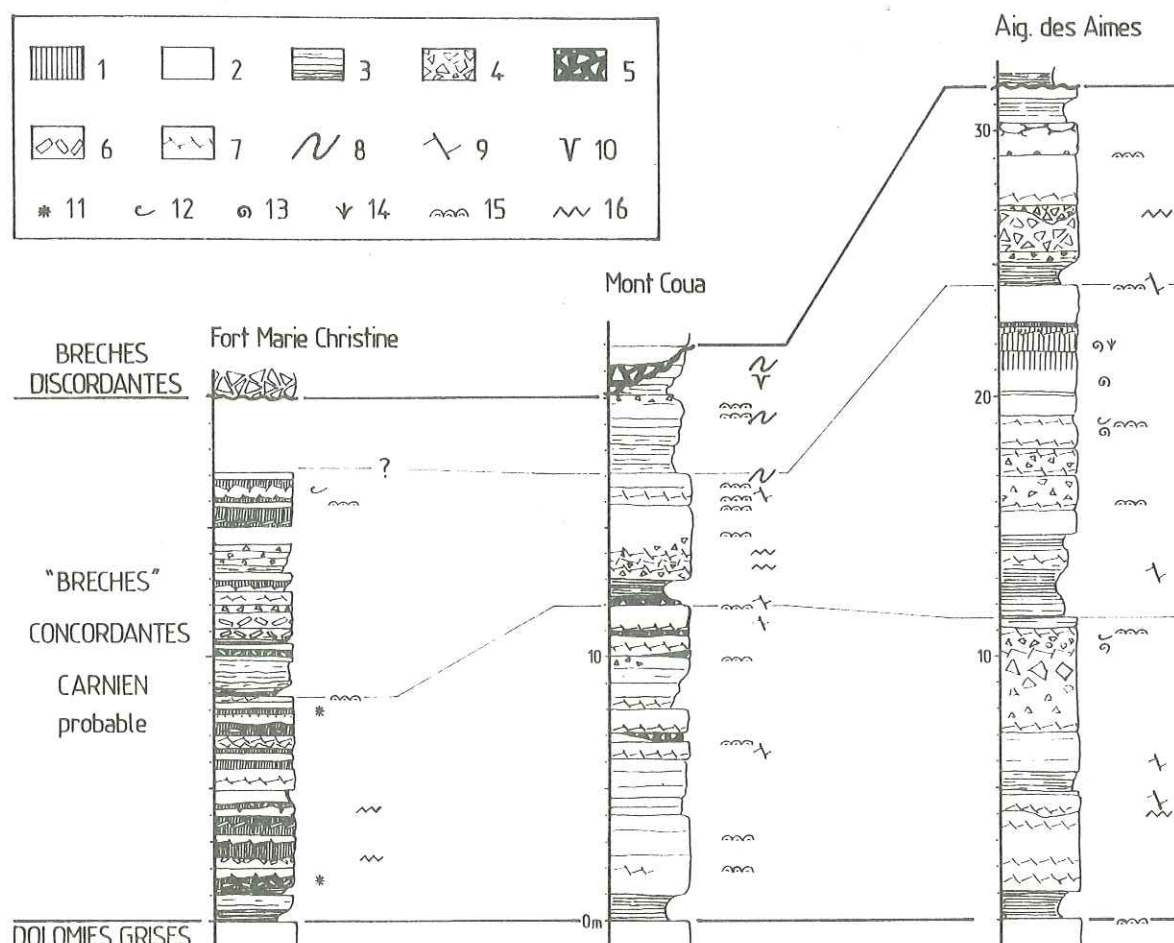 Aig. des Aimes
1 2 3 4 5
6 7 8 9 10
11 12 13 14 15 16
30
Mont Coua
Fort Marie Christine
BRECHES
DISCORDANTES
20
?
"BRECHES"
CONCORDANTES
10
10
CARNIEN
probable
0m
DOLOMIES GRISES